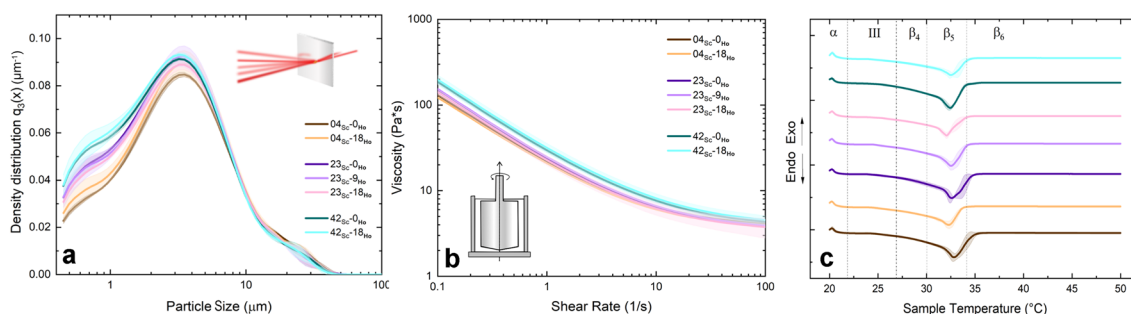 Density distribution q₃(x) (µm⁻¹)
0.10
0.08
0.06
0.04
0.02
0.00
04Sc-0Ho
04Sc-18Ho
23Sc-0Ho
23Sc-9Ho
23Sc-18Ho
42Sc-0Ho
42Sc-18Ho
a
1
10
100
Particle Size (µm)
Viscosity (Pa*s)
1000
100
10
1
04Sc-0Ho
04Sc-18Ho
23Sc-0Ho
23Sc-9Ho
23Sc-18Ho
42Sc-0Ho
42Sc-18Ho
b
0.1
1
10
100
Shear Rate (1/s)
α III β₄ β₅ β₆
Endo Exo
c
20 25 30 35 40 45 50
Sample Temperature (°C)